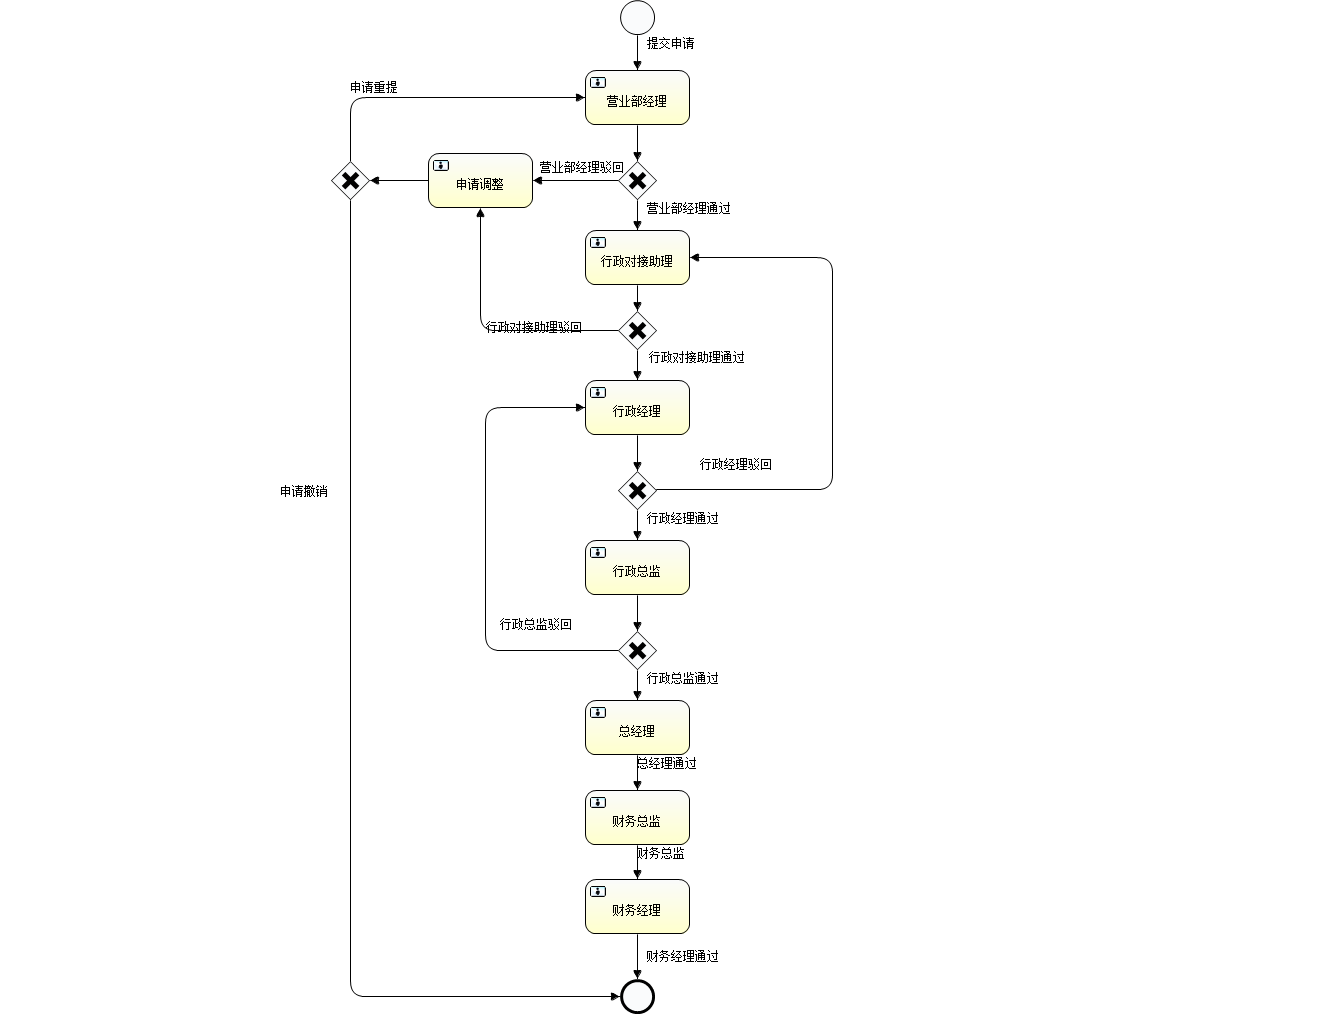 提交申请
申请重提
营业部经理
营业部经理驳回
申请调整
营业部经理通过
行政对接助理
行政对接助理驳回
行政对接助理通过
行政经理
行政经理驳回
申请撤销
行政经理通过
行政总监
行政总监驳回
行政总监通过
总经理
总经理通过
财务总监
财务总监
财务经理
财务经理通过